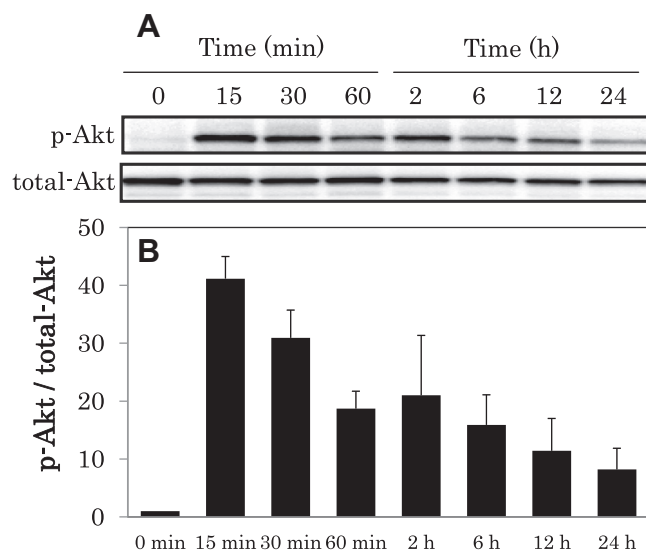 A
Time (min) Time (h)
0 15 30 60 2 6 12 24
p-Akt
total-Akt
B
p-Akt / total-Akt
50
40
30
20
10
0
0 min 15 min 30 min 60 min 2 h 6 h 12 h 24 h